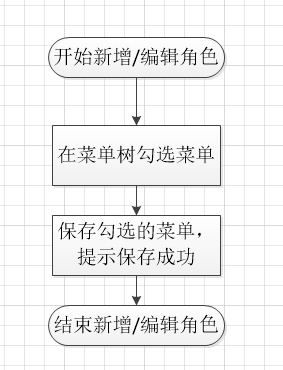 开始新增/编辑角色
在菜单树勾选菜单
保存勾选的菜单，
提示保存成功
结束新增/编辑角色